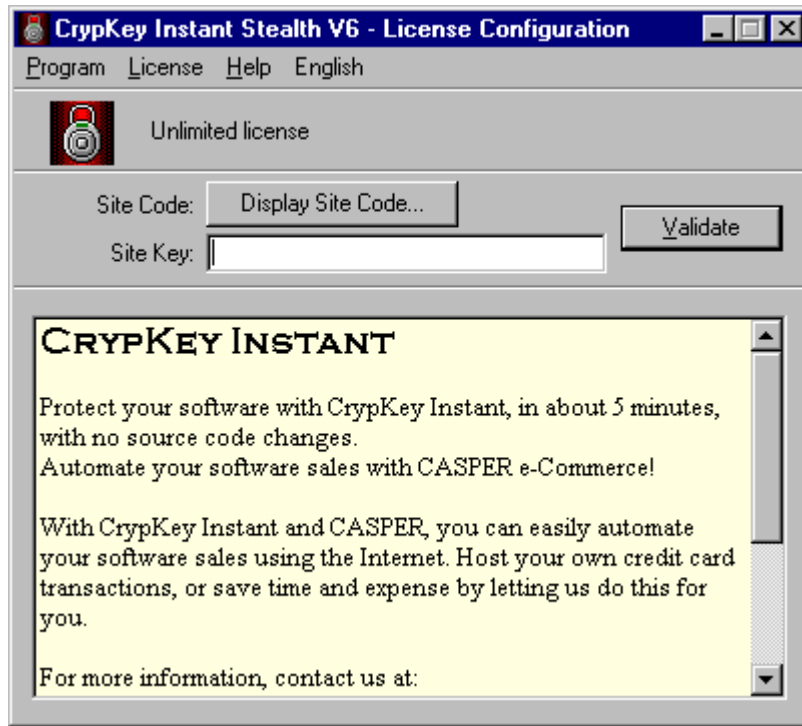 CrypKey Instant Stealth V6 - License Configuration
Program License Help English
Unlimited license
Site Code: Display Site Code...
Validate
Site Key:
CRYPKEY INSTANT
Protect your software with CrypKey Instant, in about 5 minutes,
with no source code changes.
Automate your software sales with CASPER e-Commerce!
With CrypKey Instant and CASPER, you can easily automate
your software sales using the Internet. Host your own credit card
transactions, or save time and expense by letting us do this for
you.
For more information, contact us at: